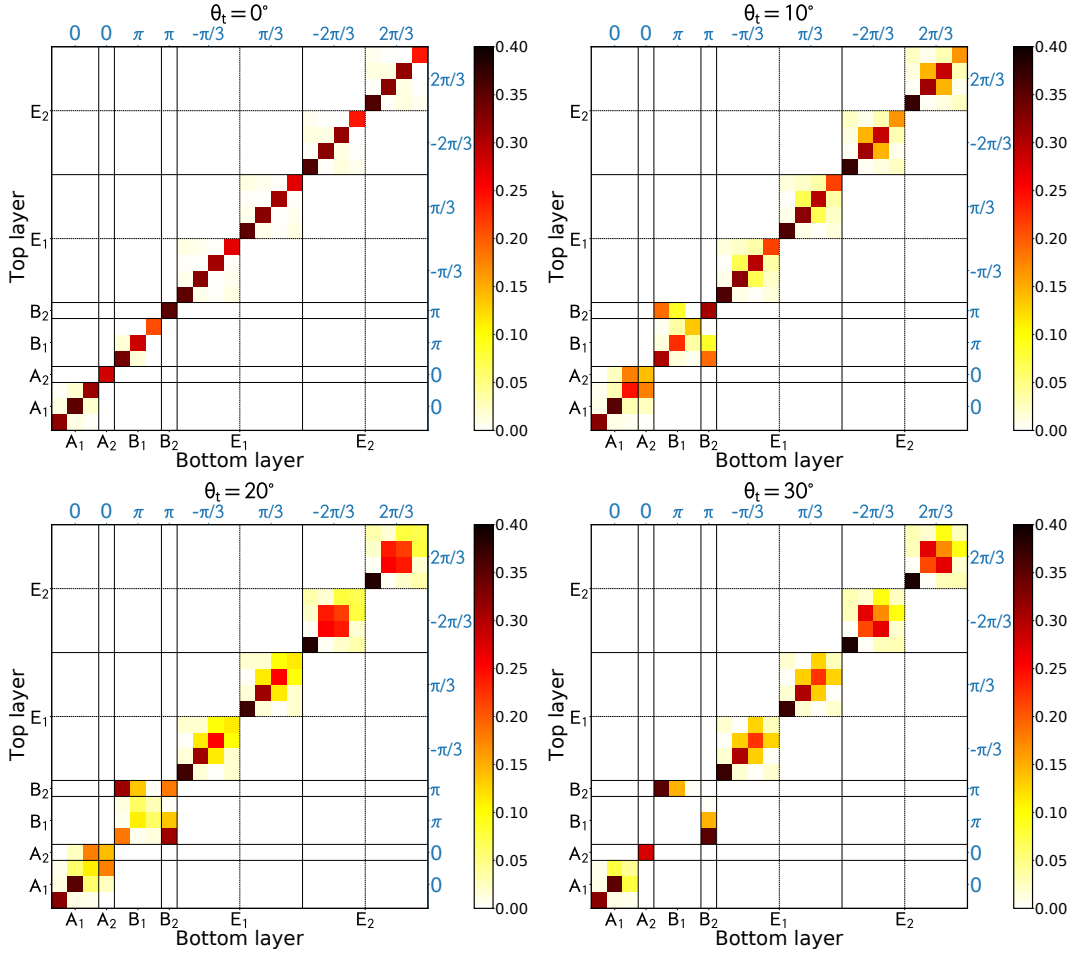 θt = 0°
0 0 π π -π/3 π/3 -2π/3 2π/3
Top layer
E2
E1
B2
B1
A2
A1
2π/3
-2π/3
π/3
-π/3
π
π
0
0
A1 A2 B1 B2 E1 E2
Bottom layer
0.40
0.35
0.30
0.25
0.20
0.15
0.10
0.05
0.00
θt = 10°
0 0 π π -π/3 π/3 -2π/3 2π/3
Top layer
E2
E1
B2
B1
A2
A1
2π/3
-2π/3
π/3
-π/3
π
π
0
0
A1 A2 B1 B2 E1 E2
Bottom layer
0.40
0.35
0.30
0.25
0.20
0.15
0.10
0.05
0.00
θt = 20°
0 0 π π -π/3 π/3 -2π/3 2π/3
Top layer
E2
E1
B2
B1
A2
A1
2π/3
-2π/3
π/3
-π/3
π
π
0
0
A1 A2 B1 B2 E1 E2
Bottom layer
0.40
0.35
0.30
0.25
0.20
0.15
0.10
0.05
0.00
θt = 30°
0 0 π π -π/3 π/3 -2π/3 2π/3
Top layer
E2
E1
B2
B1
A2
A1
2π/3
-2π/3
π/3
-π/3
π
π
0
0
A1 A2 B1 B2 E1 E2
Bottom layer
0.40
0.35
0.30
0.25
0.20
0.15
0.10
0.05
0.00